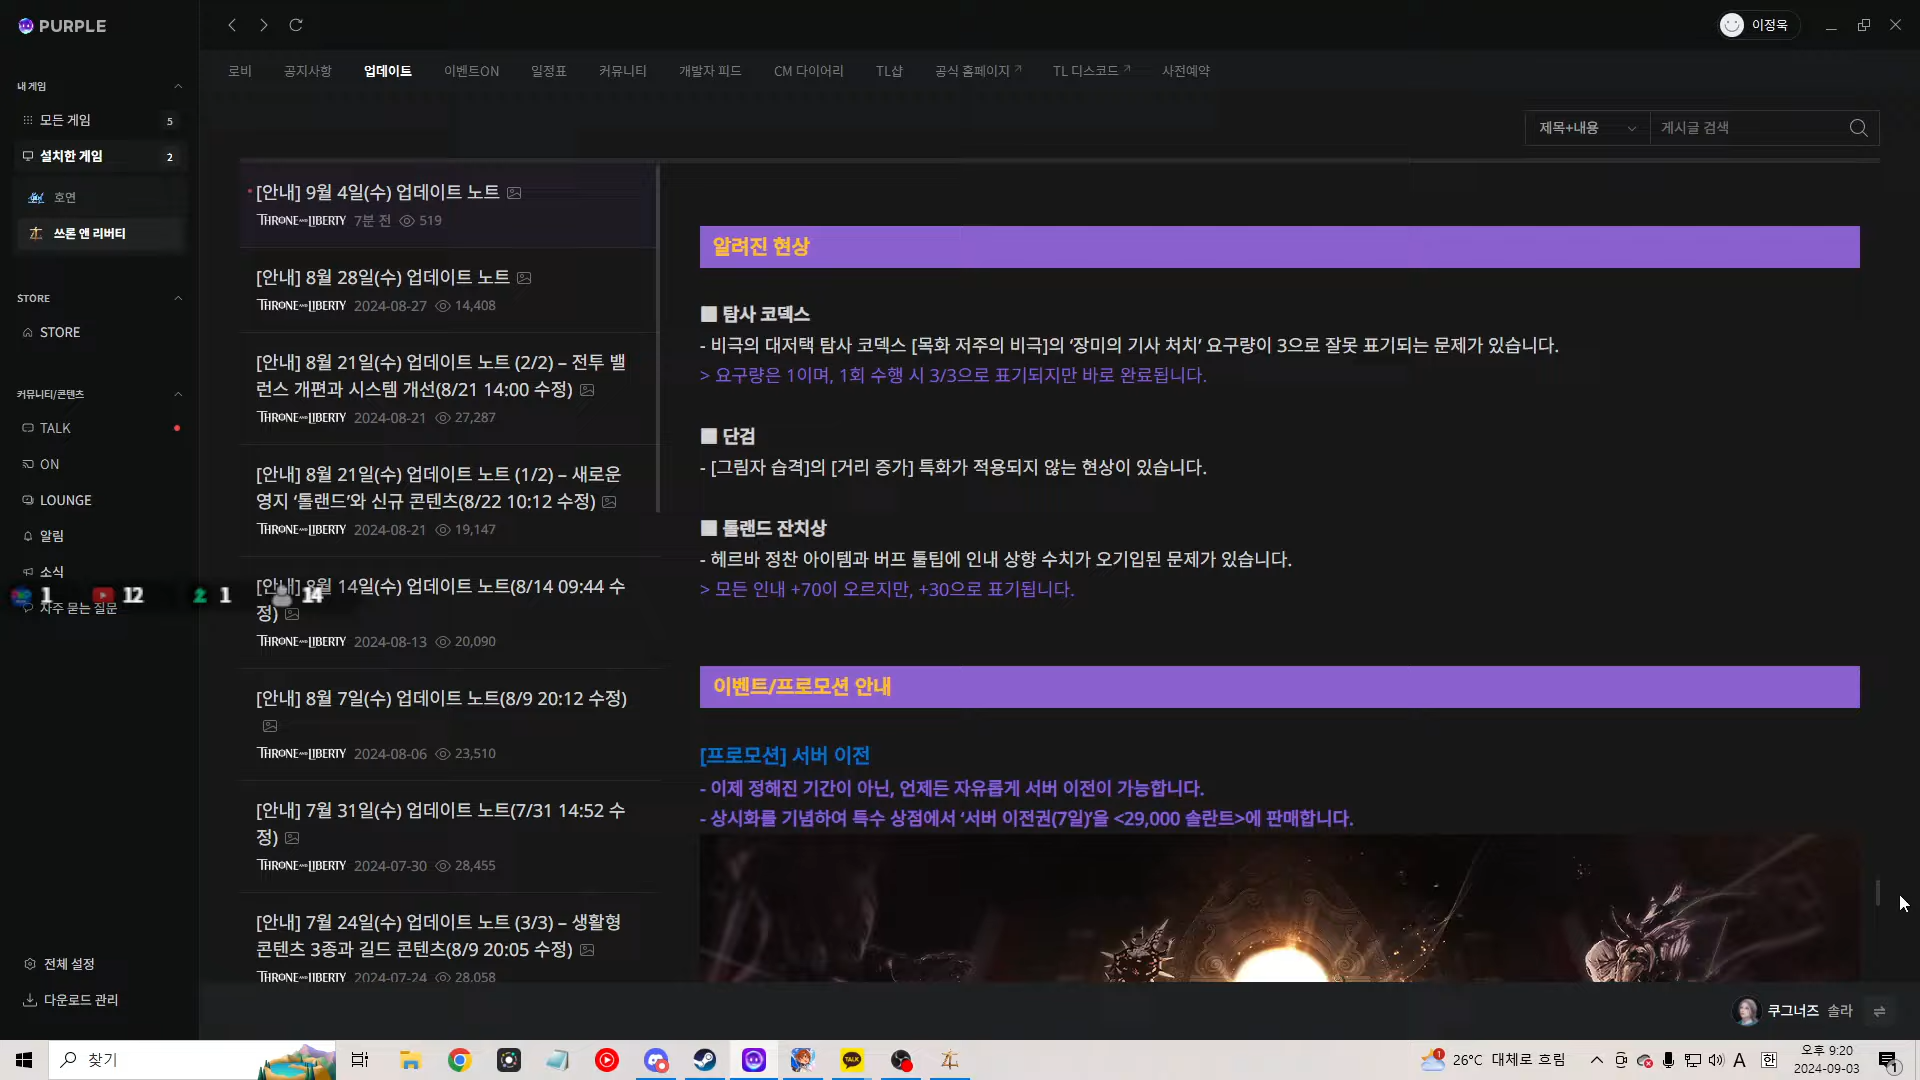 PURPLE
이정욱
로비 공지사항 업데이트 이벤트ON 일정표 커뮤니티 개발자 피드 CM 다이어리 TL샵 공식 홈페이지 TL 디스코드 사전예약
내 게임
모든 게임 5
설치한 게임 2
호연
쓰론 앤 리버티
STORE
STORE
커뮤니티/콘텐츠
TALK
ON
LOUNGE
알림
소식
자주 묻는 질문
1 12 1 14
전체 설정
다운로드 관리
제목+내용 게시글 검색
[안내] 9월 4일(수) 업데이트 노트
THRONE AND LIBERTY 7분 전 519
[안내] 8월 28일(수) 업데이트 노트
THRONE AND LIBERTY 2024-08-27 14,408
[안내] 8월 21일(수) 업데이트 노트 (2/2) – 전투 밸
런스 개편과 시스템 개선(8/21 14:00 수정)
THRONE AND LIBERTY 2024-08-21 27,287
[안내] 8월 21일(수) 업데이트 노트 (1/2) – 새로운
영지 ‘톨랜드’와 신규 콘텐츠(8/22 10:12 수정)
THRONE AND LIBERTY 2024-08-21 19,147
[안내] 8월 14일(수) 업데이트 노트(8/14 09:44 수
정)
THRONE AND LIBERTY 2024-08-13 20,090
[안내] 8월 7일(수) 업데이트 노트(8/9 20:12 수정)
THRONE AND LIBERTY 2024-08-06 23,510
[안내] 7월 31일(수) 업데이트 노트(7/31 14:52 수
정)
THRONE AND LIBERTY 2024-07-30 28,455
[안내] 7월 24일(수) 업데이트 노트 (3/3) – 생활형
콘텐츠 3종과 길드 콘텐츠(8/9 20:05 수정)
THRONE AND LIBERTY 2024-07-24 28,058
알려진 현상
■ 탐사 코덱스
- 비극의 대저택 탐사 코덱스 [목화 저주의 비극]의 ‘장미의 기사 처치’ 요구량이 3으로 잘못 표기되는 문제가 있습니다.
> 요구량은 1이며, 1회 수행 시 3/3으로 표기되지만 바로 완료됩니다.
■ 단검
- [그림자 습격]의 [거리 증가] 특화가 적용되지 않는 현상이 있습니다.
■ 톨랜드 잔치상
- 헤르바 정찬 아이템과 버프 툴팁에 인내 상향 수치가 오기입된 문제가 있습니다.
> 모든 인내 +70이 오르지만, +30으로 표기됩니다.
이벤트/프로모션 안내
[프로모션] 서버 이전
- 이제 정해진 기간이 아닌, 언제든 자유롭게 서버 이전이 가능합니다.
- 상시화를 기념하여 특수 상점에서 ‘서버 이전권(7일)’을 <29,000 솔란트>에 판매합니다.
쿠그너즈 솔라
찾기
TALK
1 26°C 대체로 흐림 A 한 오후 9:20
2024-09-03
1